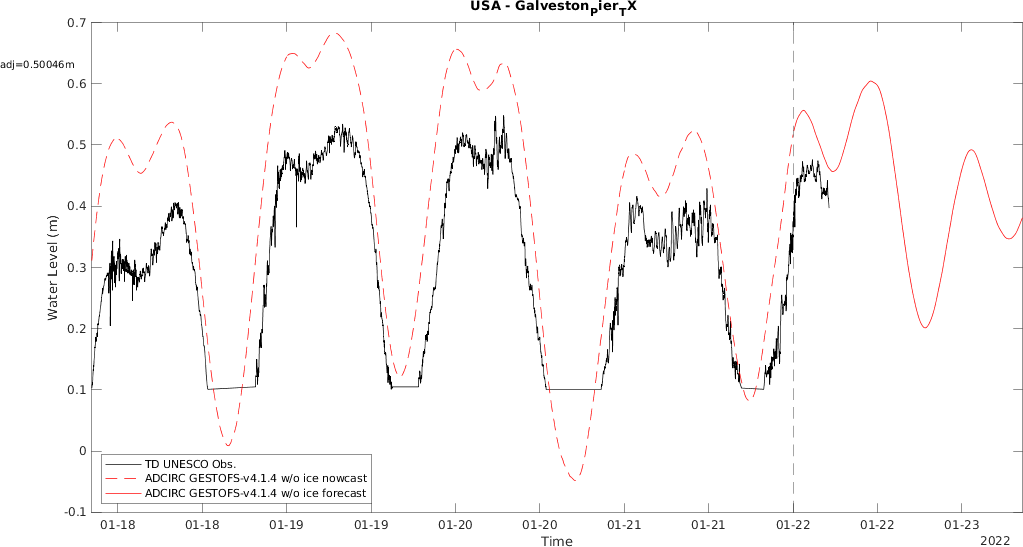 USA - GalvestonPierTX
adj=0.50046m
0.7
0.6
0.5
0.4
0.3
0.2
0.1
0
-0.1
Water Level (m)
TD UNESCO Obs.
ADCIRC GESTOFS-v4.1.4 w/o ice nowcast
ADCIRC GESTOFS-v4.1.4 w/o ice forecast
01-18 01-18 01-19 01-19 01-20 01-20 01-21 01-21 01-22 01-22 01-23
Time
2022